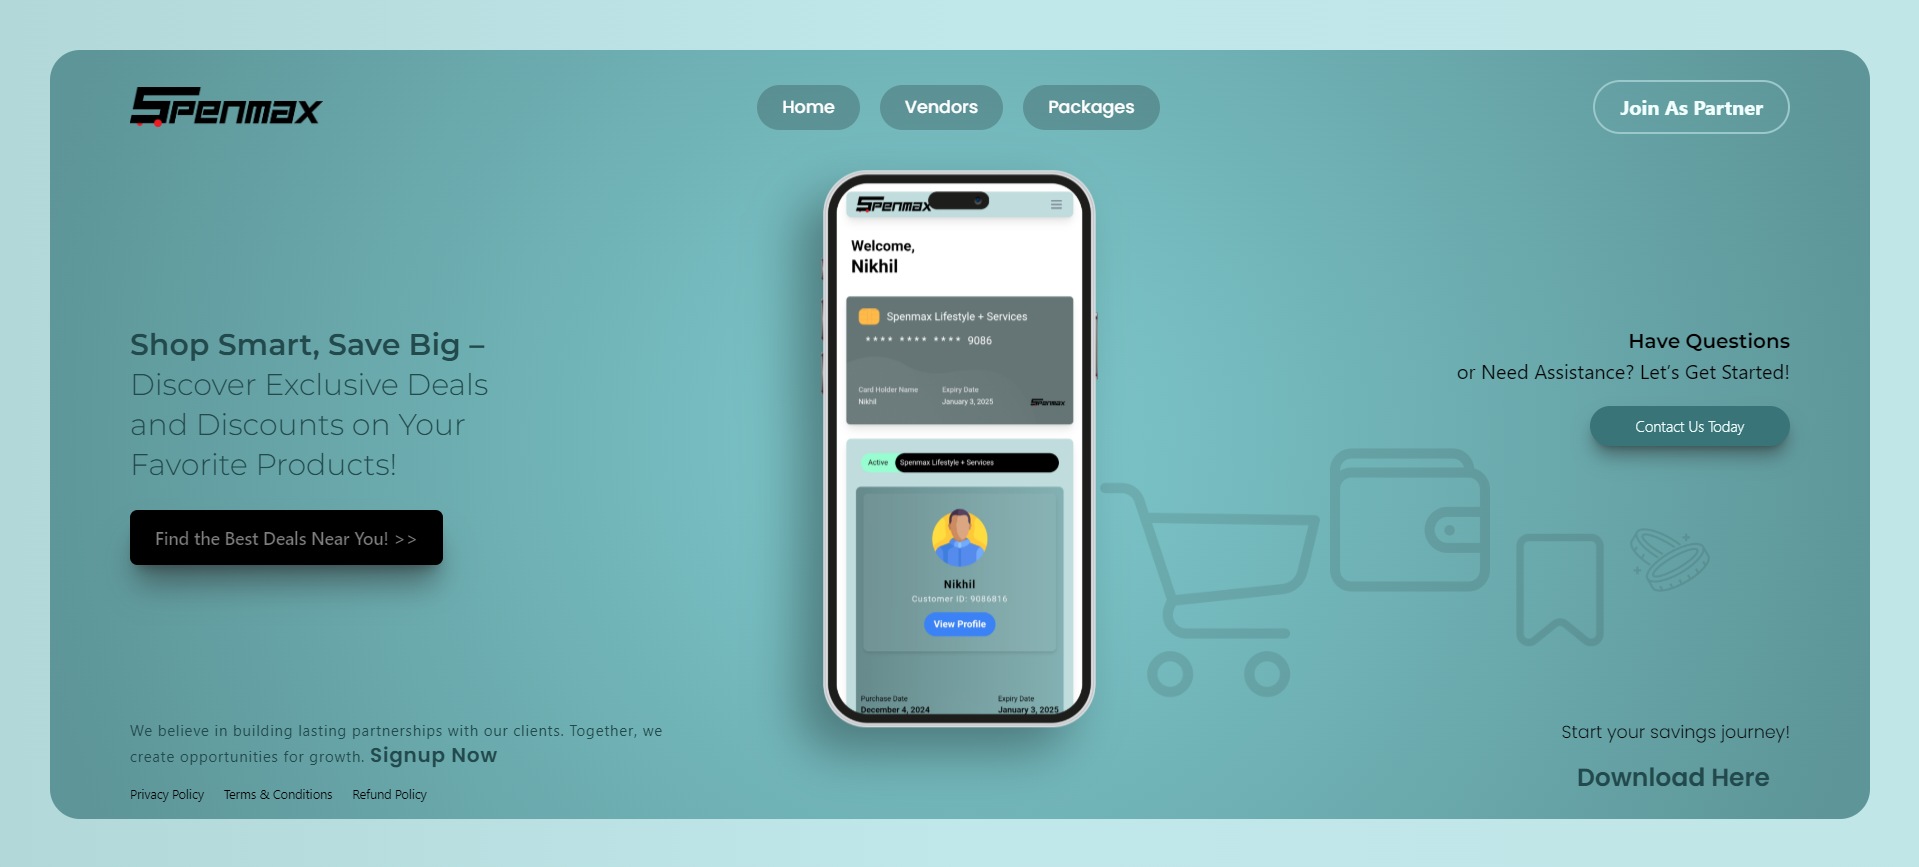 Spenmax
Home
Vendors
Packages
Join As Partner
Shop Smart, Save Big –
Discover Exclusive Deals
and Discounts on Your
Favorite Products!
Find the Best Deals Near You! >>
Spenmax
Welcome,
Nikhil
Spenmax Lifestyle + Services
**** **** **** 9086
Card Holder Name
Expiry Date
Nikhil
January 3, 2025
Spenmax
Active
Spenmax Lifestyle + Services
Nikhil
Customer ID: 9086816
View Profile
Purchase Date
Expiry Date
December 4, 2024
January 3, 2025
Have Questions
or Need Assistance? Let’s Get Started!
Contact Us Today
We believe in building lasting partnerships with our clients. Together, we
create opportunities for growth. Signup Now
Privacy Policy
Terms & Conditions
Refund Policy
Start your savings journey!
Download Here